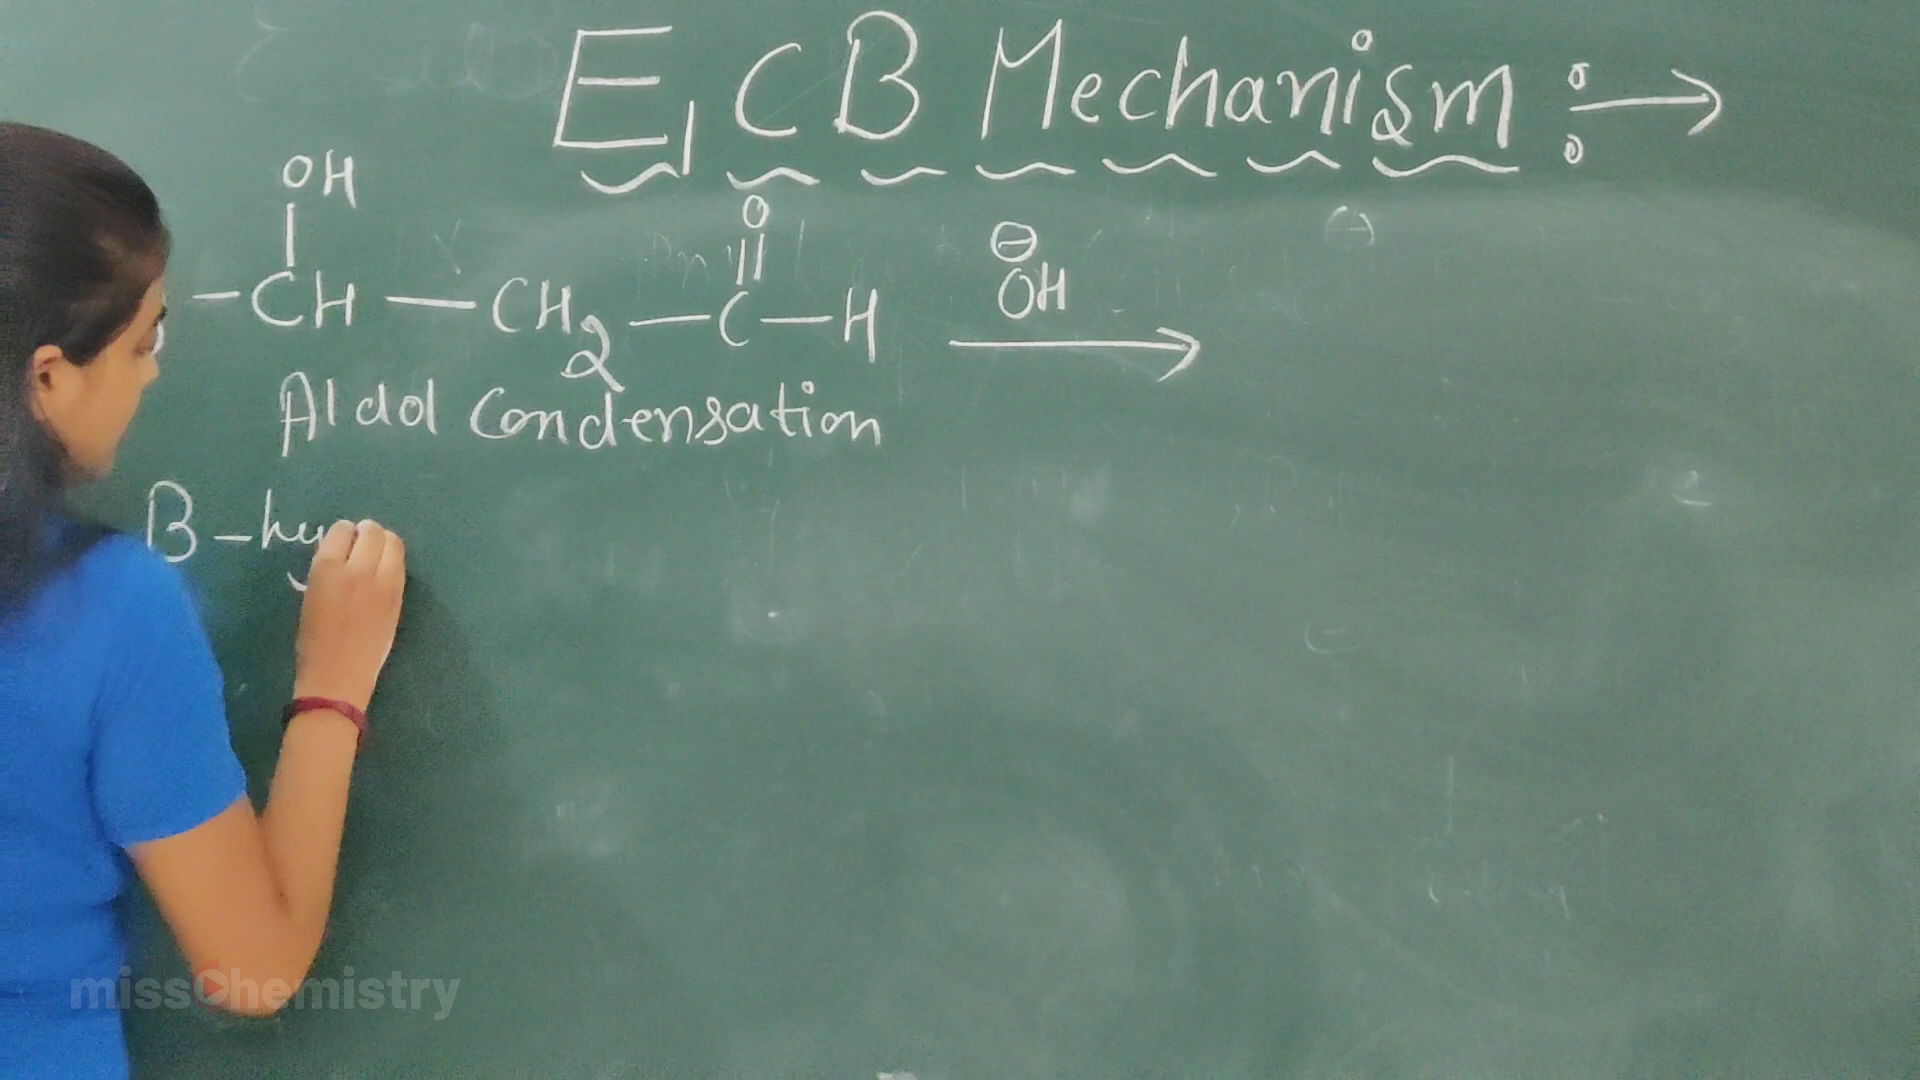 E1CB Mechanism :→
OH
O
⊖
OH
–CH–CH2–C–H →
Aldol Condensation
B-hy
missChemistry